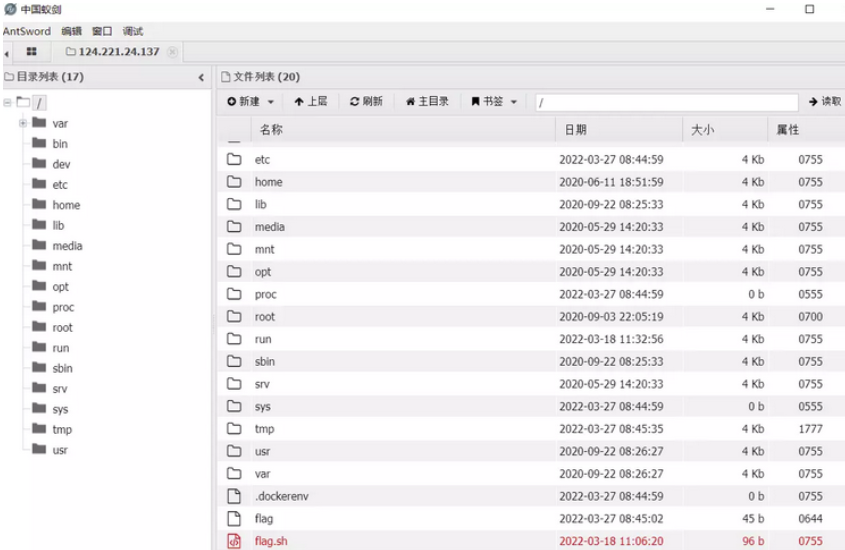 中国蚁剑
AntSword 编辑 窗口 调试
124.221.24.137
目录列表 (17)
/
var
bin
dev
etc
home
lib
media
mnt
opt
proc
root
run
sbin
srv
sys
tmp
usr
文件列表 (20)
新建 上层 刷新 主目录 书签 / 读取
名称 日期 大小 属性
etc 2022-03-27 08:44:59 4 Kb 0755
home 2020-06-11 18:51:59 4 Kb 0755
lib 2020-09-22 08:25:33 4 Kb 0755
media 2020-05-29 14:20:33 4 Kb 0755
mnt 2020-05-29 14:20:33 4 Kb 0755
opt 2020-05-29 14:20:33 4 Kb 0755
proc 2022-03-27 08:44:59 0 b 0555
root 2020-09-03 22:05:19 4 Kb 0700
run 2022-03-18 11:32:56 4 Kb 0755
sbin 2020-09-22 08:25:33 4 Kb 0755
srv 2020-05-29 14:20:33 4 Kb 0755
sys 2022-03-27 08:44:59 0 b 0555
tmp 2022-03-27 08:45:35 4 Kb 1777
usr 2020-09-22 08:26:27 4 Kb 0755
var 2020-09-22 08:26:27 4 Kb 0755
.dockerenv 2022-03-27 08:44:59 0 b 0755
flag 2022-03-27 08:45:02 45 b 0644
flag.sh 2022-03-18 11:06:20 96 b 0755